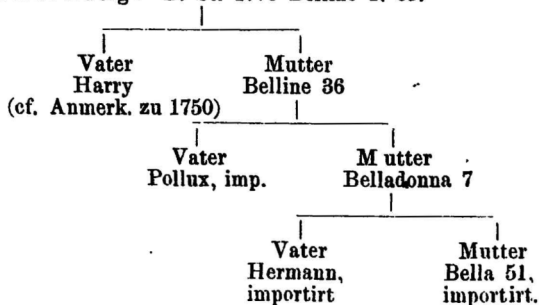 Vater Mutter
Harry Belline 36
(cf. Anmerk. zu 1750)
Vater Mutter
Pollux, imp. Belladonna 7
Vater Mutter
Hermann, Bella 51,
importirt importirt.